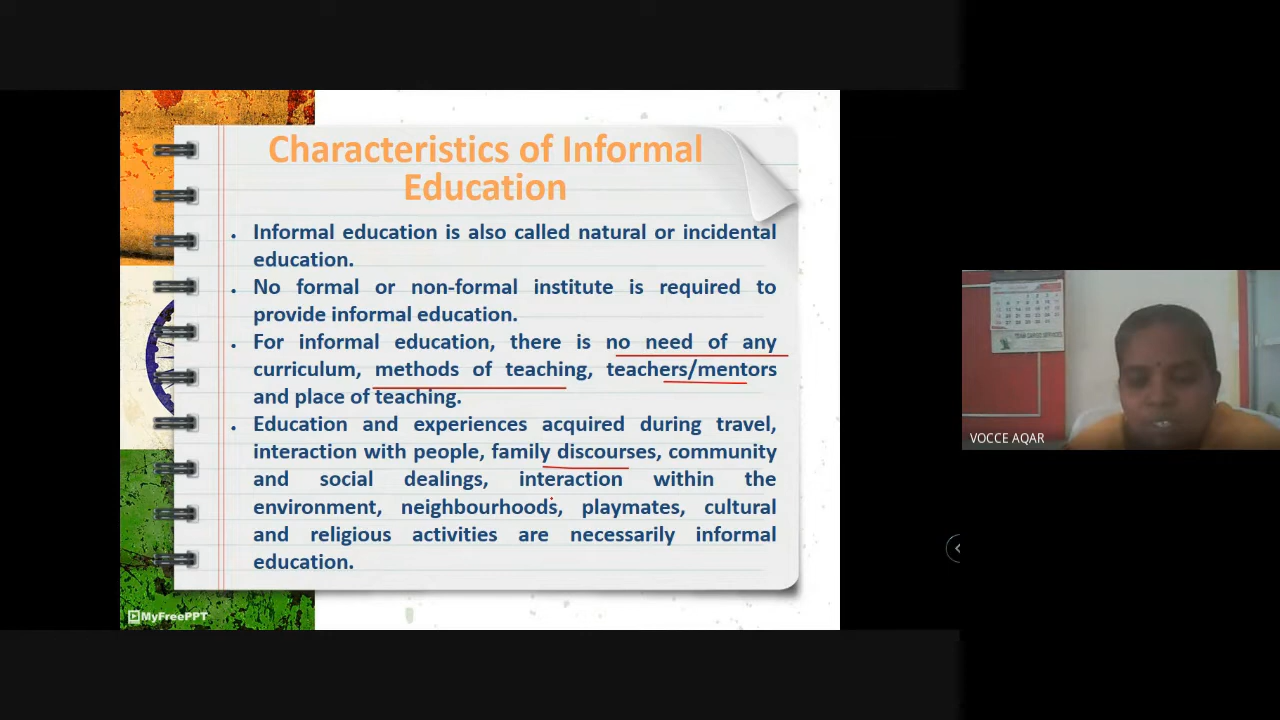 Characteristics of Informal
Education
. Informal education is also called natural or incidental
education.
. No formal or non-formal institute is required to
provide informal education.
. For informal education, there is no need of any
curriculum, methods of teaching, teachers/mentors
and place of teaching.
. Education and experiences acquired during travel,
interaction with people, family discourses, community
and social dealings, interaction within the
environment, neighbourhoods, playmates, cultural
and religious activities are necessarily informal
education.
MyFreePPT
VOCCE AQAR